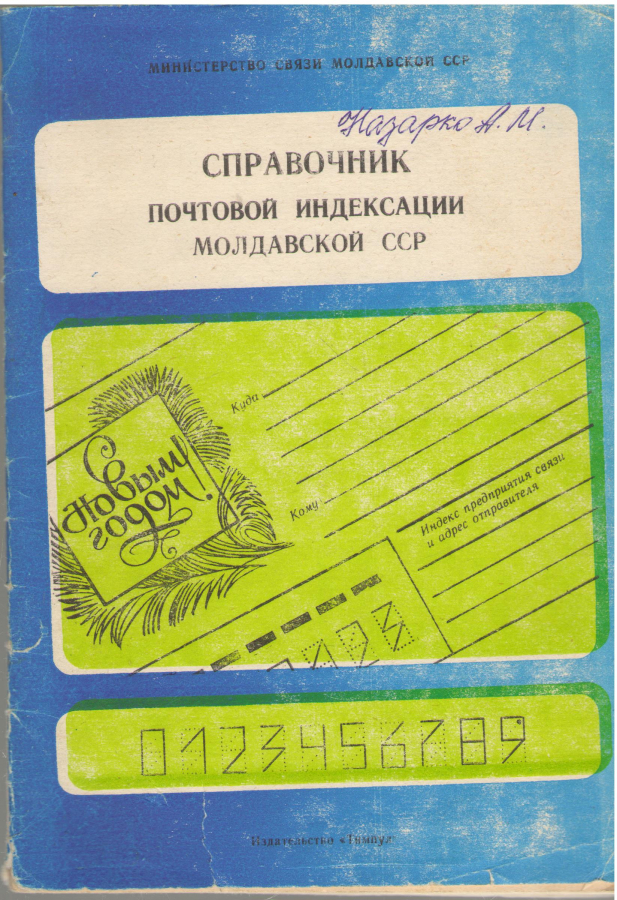 МИНИСТЕРСТВО СВЯЗИ МОЛДАВСКОЙ ССР
Назарко А. М.
СПРАВОЧНИК
ПОЧТОВОЙ ИНДЕКСАЦИИ
МОЛДАВСКОЙ ССР
С
Новым
годом!
Куда
Кому
Индекс предприятия связи
и адрес отправителя
123
0123456789
Издательство «Тимпул»